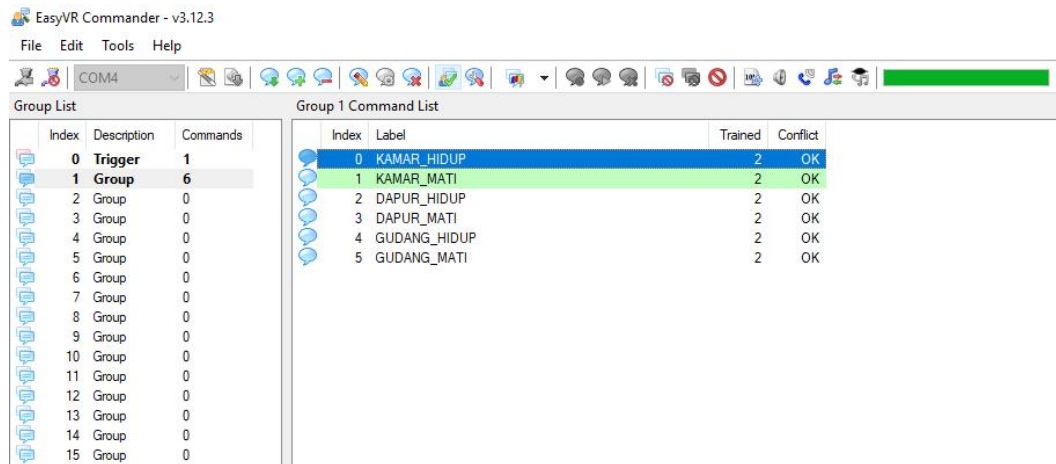 EasyVR Commander - v3.12.3
File Edit Tools Help
COM4
Group List
Index Description Commands
0 Trigger 1
1 Group 6
2 Group 0
3 Group 0
4 Group 0
5 Group 0
6 Group 0
7 Group 0
8 Group 0
9 Group 0
10 Group 0
11 Group 0
12 Group 0
13 Group 0
14 Group 0
15 Group 0
Group 1 Command List
Index Label Trained Conflict
0 KAMAR_HIDUP 2 OK
1 KAMAR_MATI 2 OK
2 DAPUR_HIDUP 2 OK
3 DAPUR_MATI 2 OK
4 GUDANG_HIDUP 2 OK
5 GUDANG_MATI 2 OK